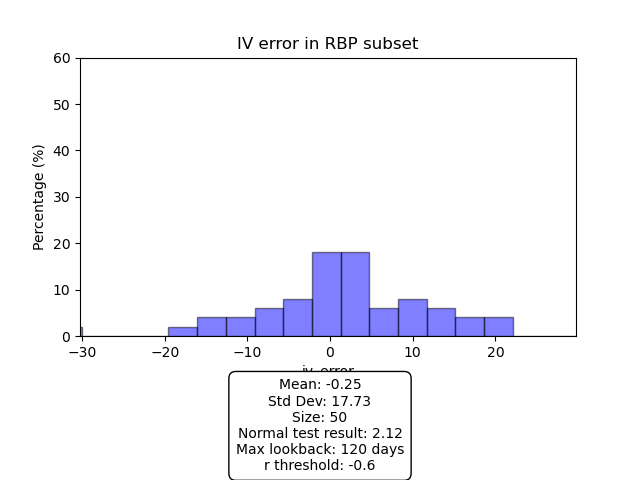 IV error in RBP subset
60
50
40
30
20
10
0
Percentage (%)
−30
−20
−10
0
10
20
iv_error
Mean: -0.25
Std Dev: 17.73
Size: 50
Normal test result: 2.12
Max lookback: 120 days
r threshold: -0.6